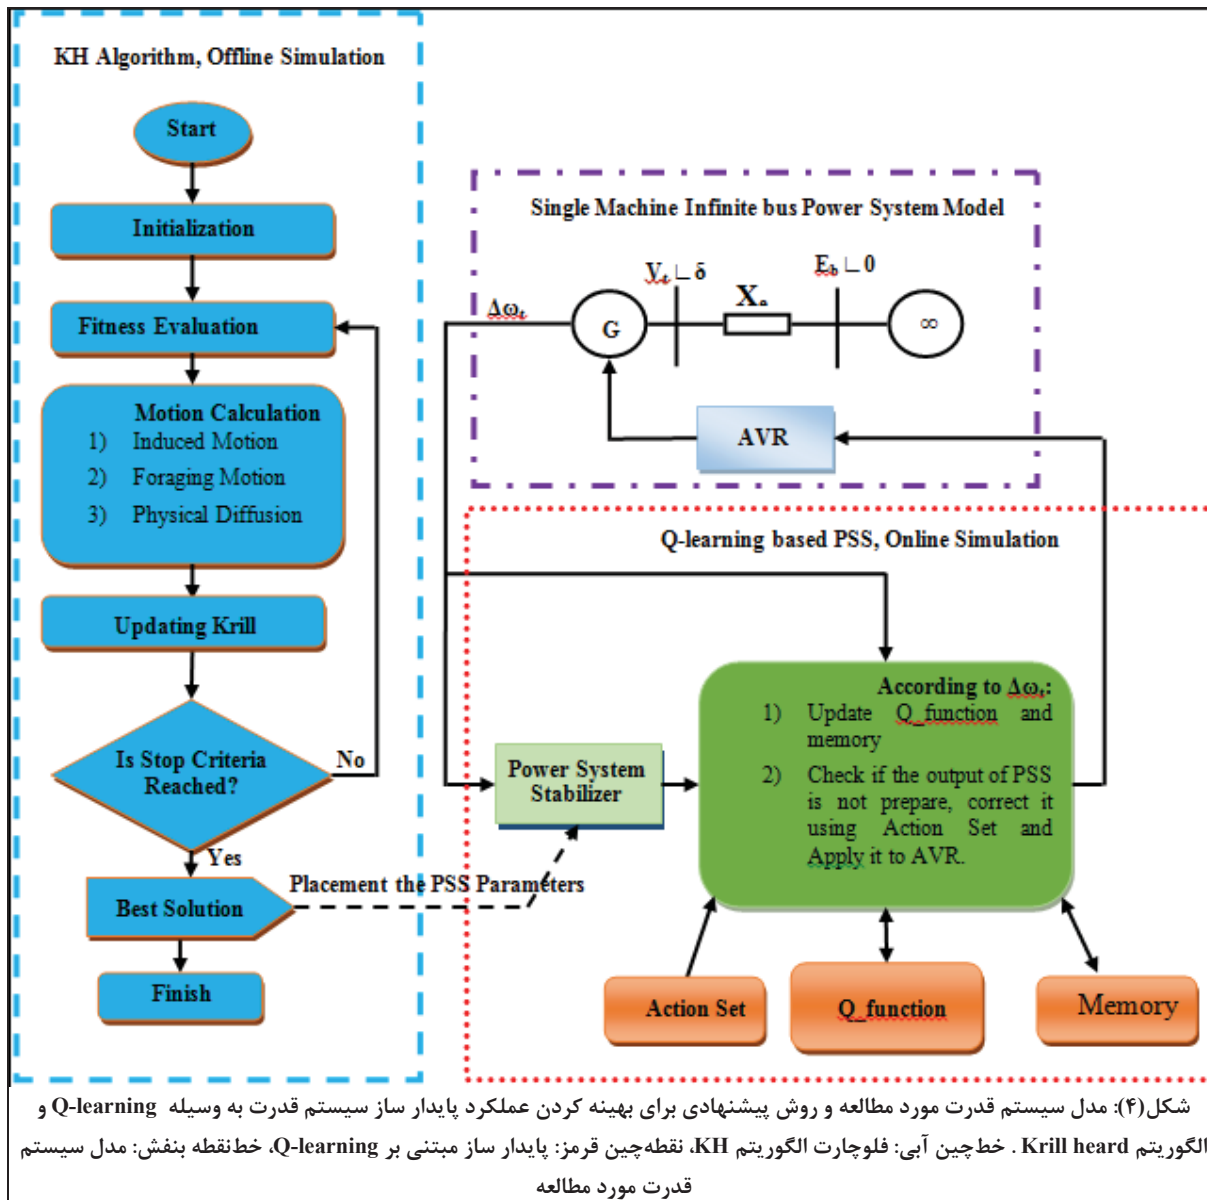 KH Algorithm, Offline Simulation
Start
Initialization
Fitness Evaluation
Motion Calculation
1) Induced Motion
2) Foraging Motion
3) Physical Diffusion
Updating Krill
Is Stop Criteria
Reached?
No
Yes
Best Solution
Finish
Placement the PSS Parameters
Single Machine Infinite bus Power System Model
Δωₜ
G
Vₜ∟δ
Xₑ
E_b∟0
∞
AVR
Q-learning based PSS, Online Simulation
Power System
Stabilizer
According to Δωₜ:
1) Update Q_function and
memory
2) Check if the output of PSS
is not prepare, correct it
using Action Set and
Apply it to AVR.
Action Set
Q_function
Memory
شکل(۴): مدل سیستم قدرت مورد مطالعه و روش پیشنهادی برای بهینه کردن عملکرد پایدار ساز سیستم قدرت به وسیله Q-learning و
الگوریتم Krill heard . خط‌چین آبی: فلوچارت الگوریتم KH، نقطه‌چین قرمز: پایدار ساز مبتنی بر Q-learning، خط‌نقطه بنفش: مدل سیستم
قدرت مورد مطالعه